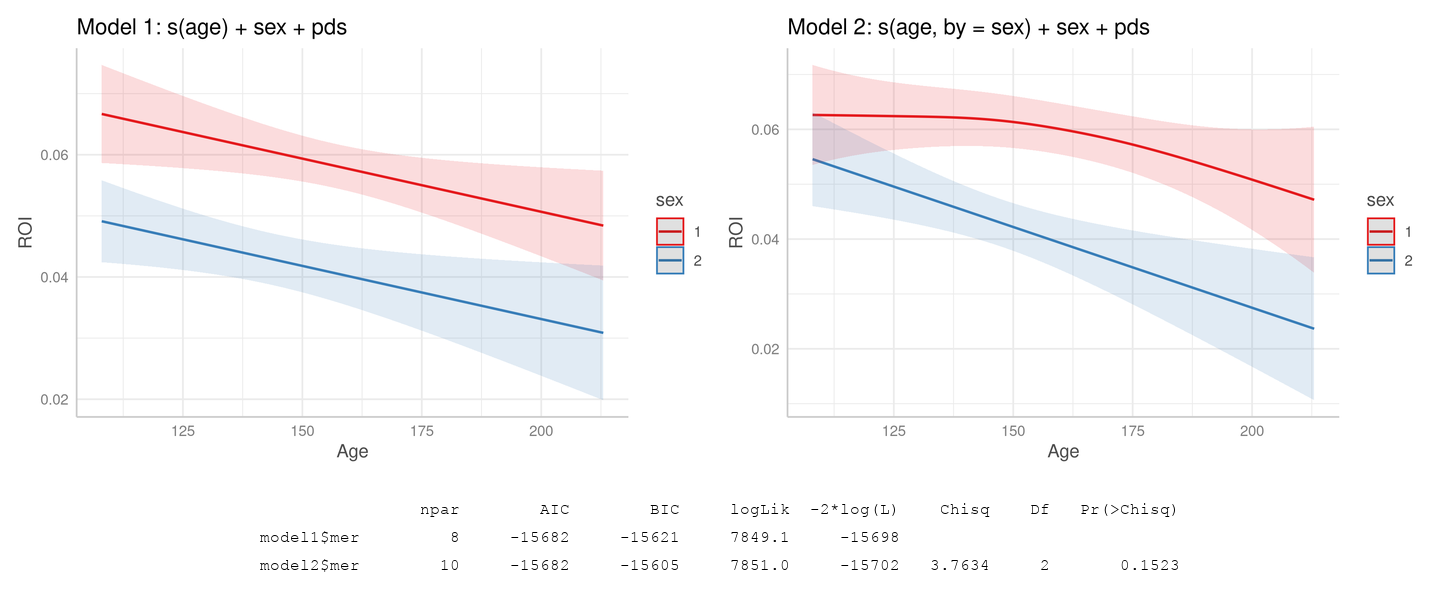 Model 1: s(age) + sex + pds
0.06
0.04
0.02
ROI
125 150 175 200
Age
sex
1
2
Model 2: s(age, by = sex) + sex + pds
0.06
0.04
0.02
ROI
125 150 175 200
Age
sex
1
2
npar AIC BIC logLik -2*log(L) Chisq Df Pr(>Chisq)
model1$mer 8 -15682 -15621 7849.1 -15698
model2$mer 10 -15682 -15605 7851.0 -15702 3.7634 2 0.1523